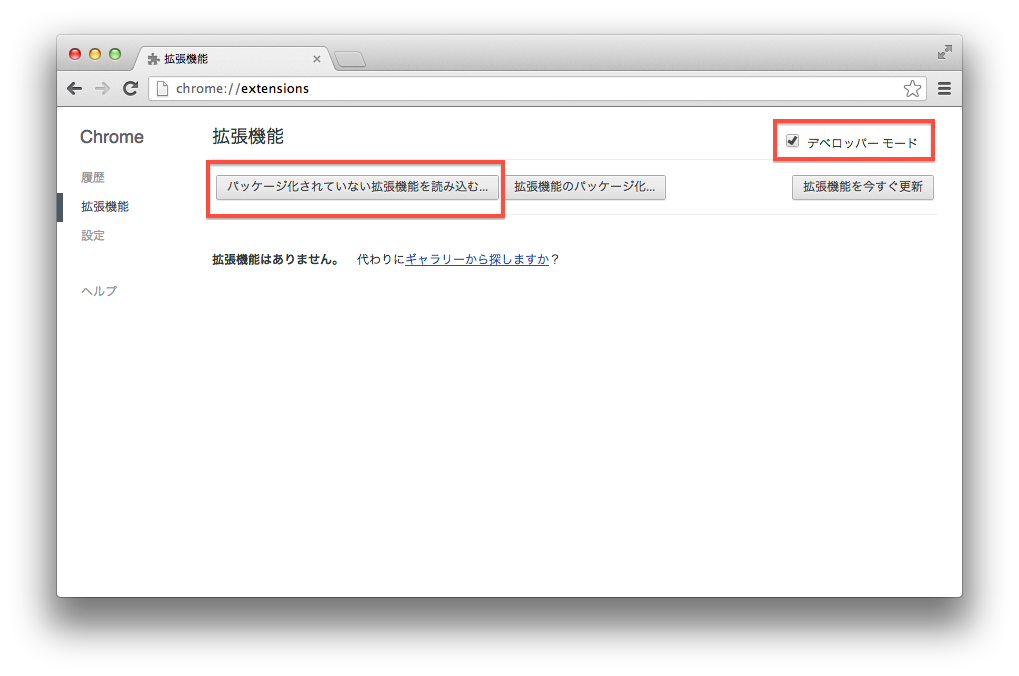 拡張機能
chrome://extensions
Chrome
拡張機能
デベロッパー モード
履歴
パッケージ化されていない拡張機能を読み込む... 拡張機能のパッケージ化... 拡張機能を今すぐ更新
拡張機能
設定
拡張機能はありません。 代わりにギャラリーから探しますか？
ヘルプ